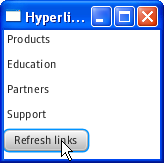 Hyperli...
Products
Education
Partners
Support
Refresh links